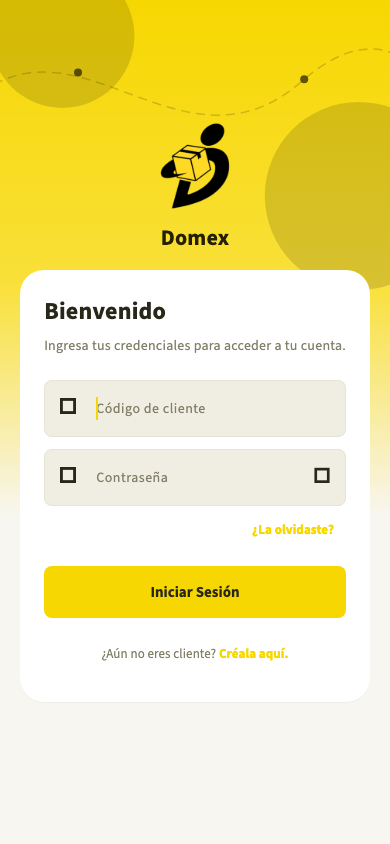 Domex
Bienvenido
Ingresa tus credenciales para acceder a tu cuenta.
Código de cliente
Contraseña
¿La olvidaste?
Iniciar Sesión
¿Aún no eres cliente? Créala aquí.